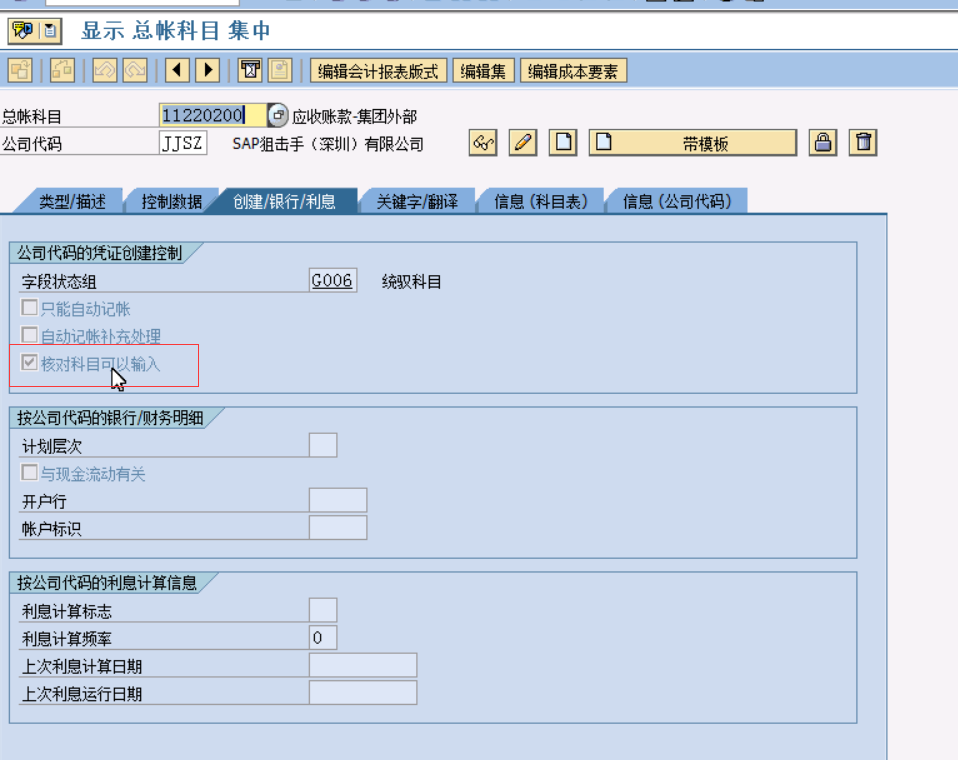 显示 总帐科目 集中
编辑会计报表版式 编辑集 编辑成本要素
总帐科目 11220200 应收账款-集团外部
公司代码 JJSZ SAP狙击手（深圳）有限公司 带模板
类型/描述 控制数据 创建/银行/利息 关键字/翻译 信息(科目表) 信息(公司代码)
公司代码的凭证创建控制
字段状态组 G006 统驭科目
只能自动记帐
自动记帐补充处理
核对科目可以输入
按公司代码的银行/财务明细
计划层次
与现金流动有关
开户行
帐户标识
按公司代码的利息计算信息
利息计算标志
利息计算频率 0
上次利息计算日期
上次利息运行日期